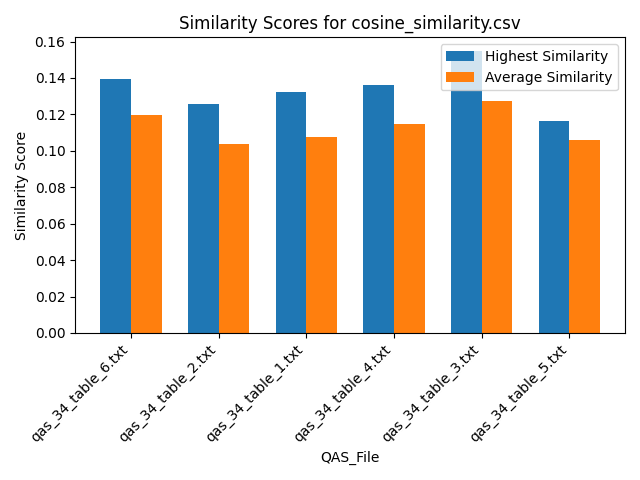 Similarity Scores for cosine_similarity.csv
Highest Similarity
Average Similarity
Similarity Score
0.16
0.14
0.12
0.10
0.08
0.06
0.04
0.02
0.00
qas_34_table_6.txt
qas_34_table_2.txt
qas_34_table_1.txt
qas_34_table_4.txt
qas_34_table_3.txt
qas_34_table_5.txt
QAS_File